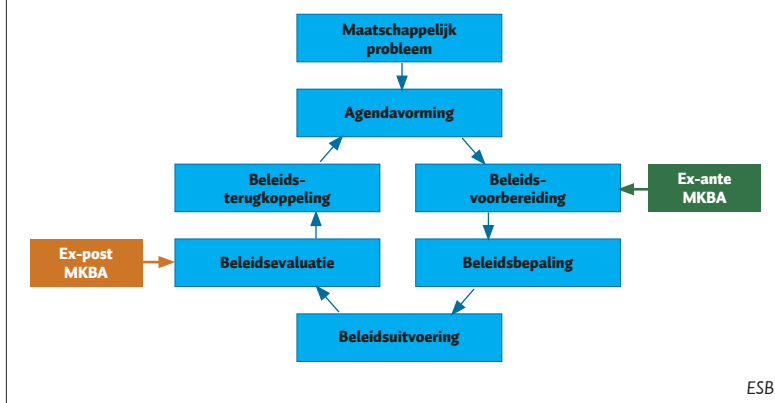 Maatschappelijk
probleem
Agendavorming
Beleids-
terugkoppeling
Beleids-
voorbereiding
Ex-ante
MKBA
Ex-post
MKBA
Beleidsevaluatie
Beleidsbepaling
Beleidsuitvoering
ESB